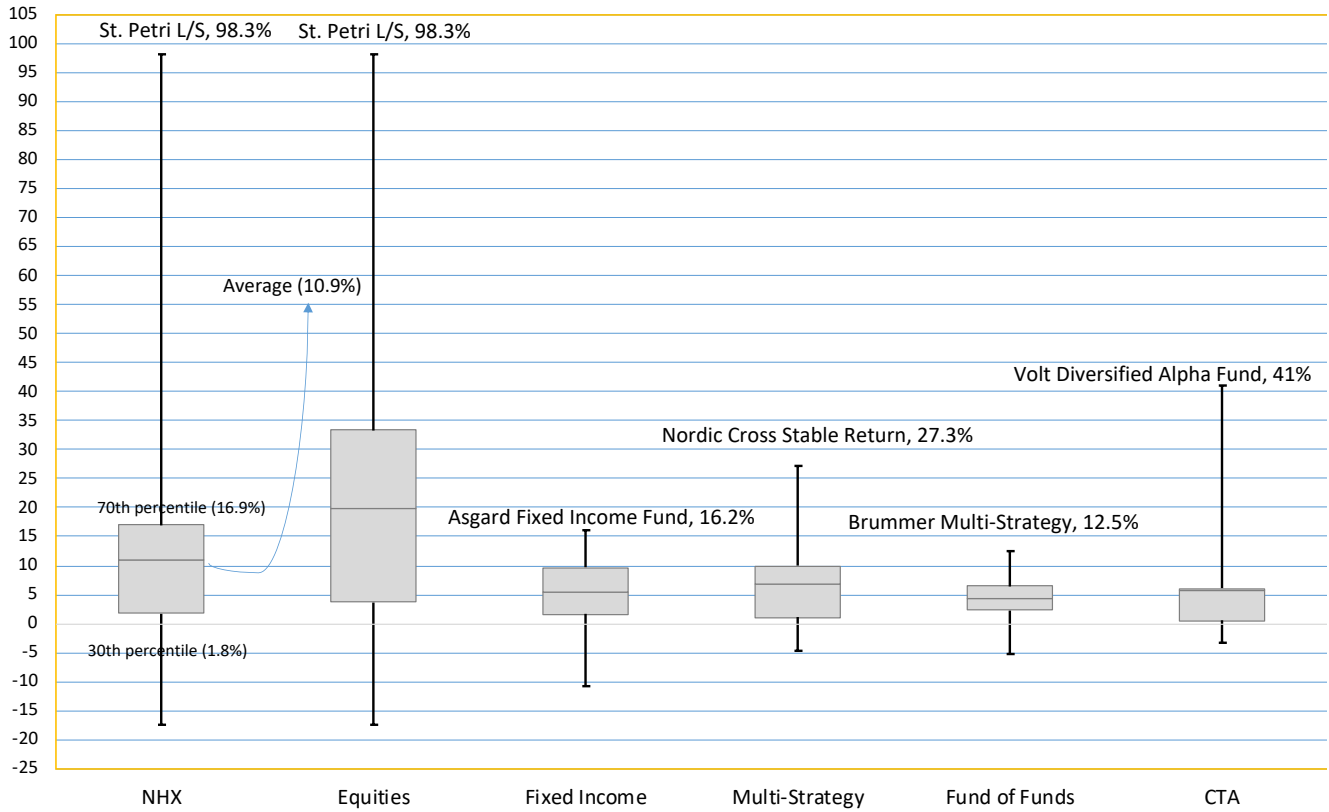 105
100
95
90
85
80
75
70
65
60
55
50
45
40
35
30
25
20
15
10
5
0
-5
-10
-15
-20
-25
St. Petri L/S, 98.3%
St. Petri L/S, 98.3%
Average (10.9%)
Volt Diversified Alpha Fund, 41%
Nordic Cross Stable Return, 27.3%
70th percentile (16.9%)
Asgard Fixed Income Fund, 16.2%
Brummer Multi-Strategy, 12.5%
30th percentile (1.8%)
NHX
Equities
Fixed Income
Multi-Strategy
Fund of Funds
CTA